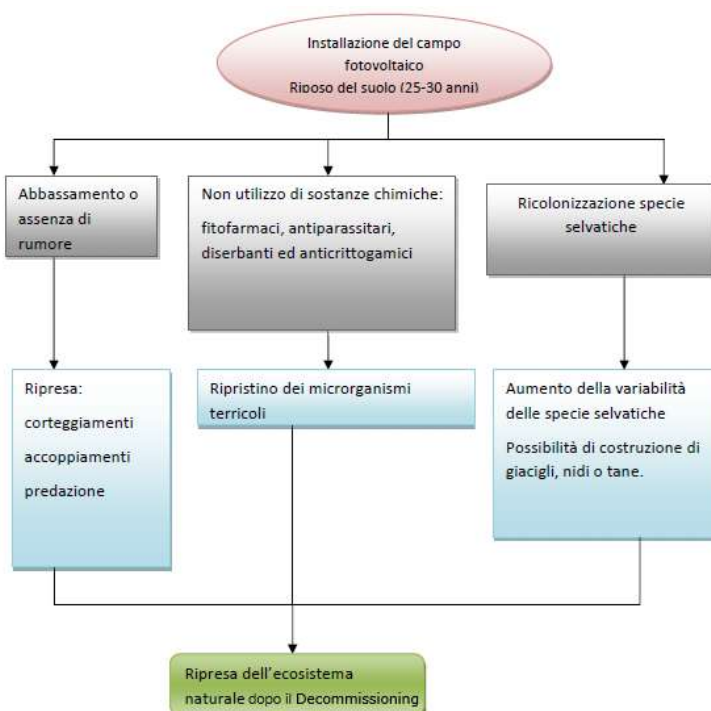 Installazione del campo
fotovoltaico
Riposo del suolo (25-30 anni)
Abbassamento o
assenza di
rumore
Non utilizzo di sostanze chimiche:
fitofarmaci, antiparassitari,
diserbanti ed anticrittogamici
Ricolonizzazione specie
selvatiche
Ripresa:
corteggiamenti
accoppiamenti
predazione
Ripristino dei microrganismi
terricoli
Aumento della variabilità
delle specie selvatiche
Possibilità di costruzione di
giacigli, nidi o tane.
Ripresa dell'ecosistema
naturale dopo il Decommissioning